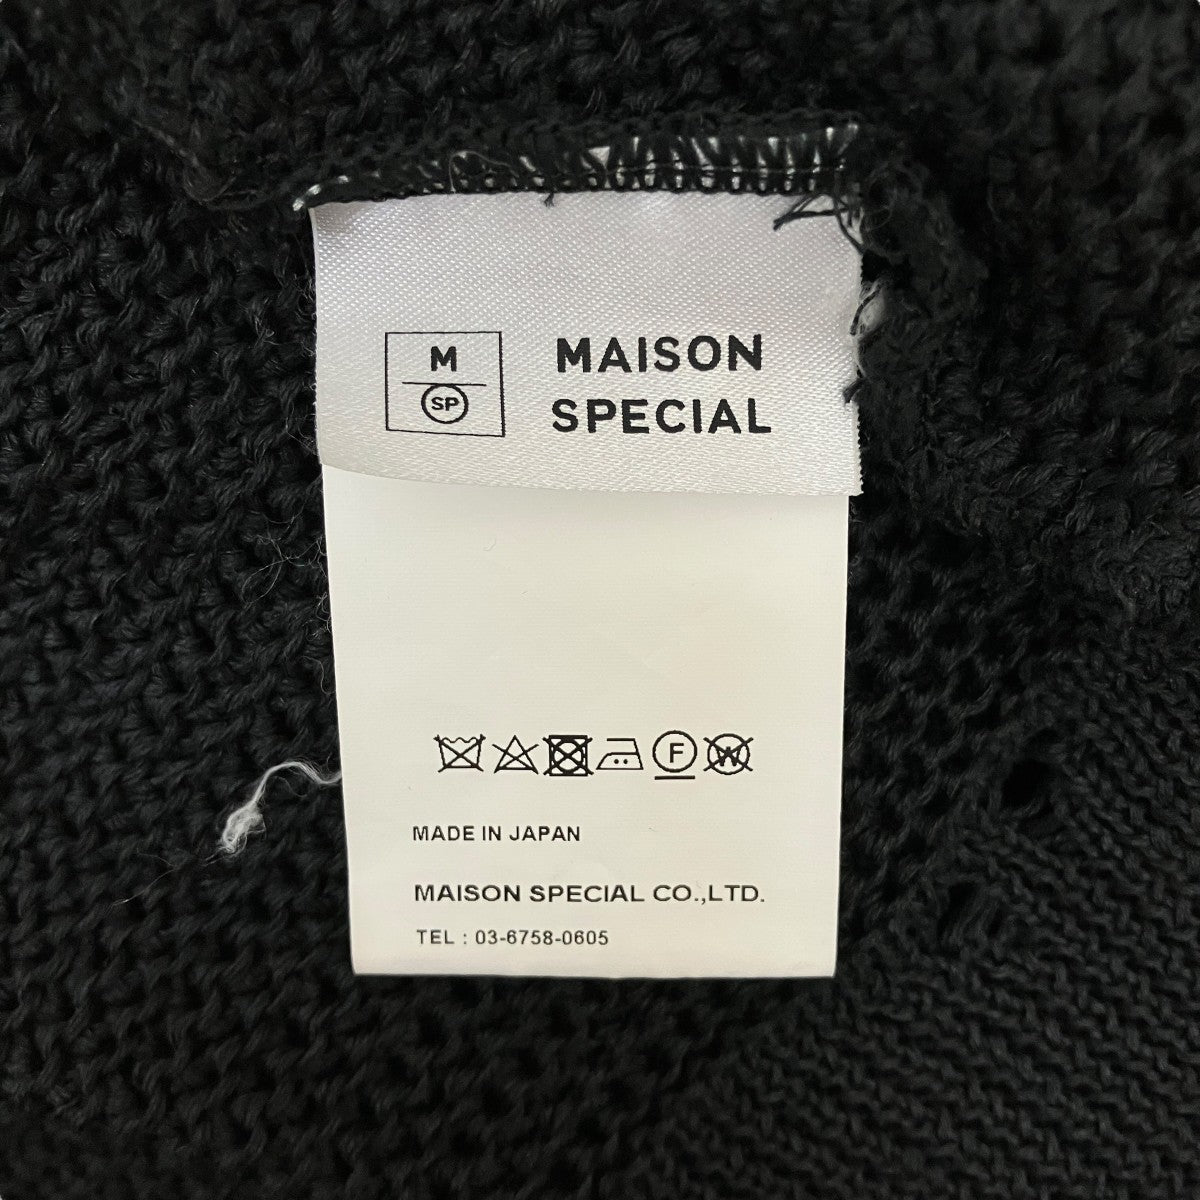 M
SP
MAISON
SPECIAL
F
W
MADE IN JAPAN
MAISON SPECIAL CO.,LTD.
TEL : 03-6758-0605